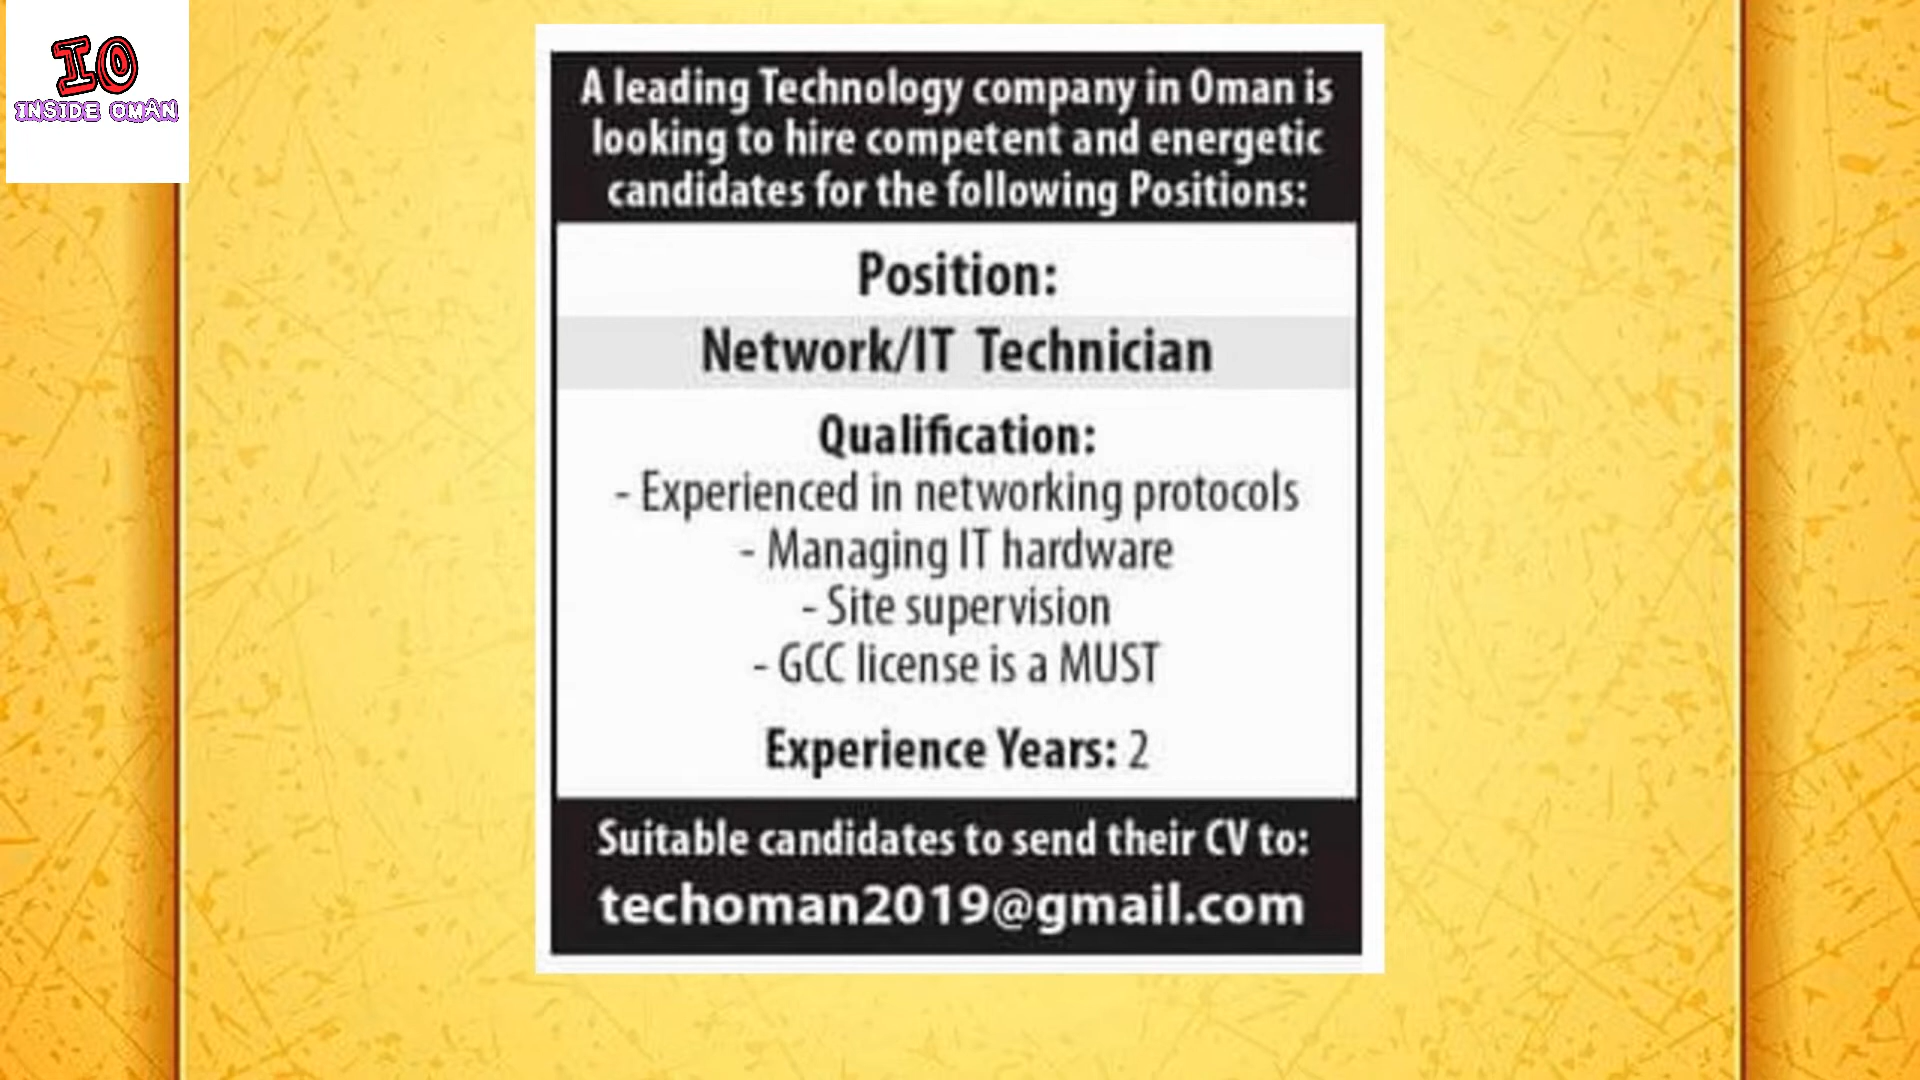 IO
INSIDE OMAN
A leading Technology company in Oman is
looking to hire competent and energetic
candidates for the following Positions:
Position:
Network/IT Technician
Qualification:
- Experienced in networking protocols
- Managing IT hardware
- Site supervision
- GCC license is a MUST
Experience Years: 2
Suitable candidates to send their CV to:
techoman2019@gmail.com